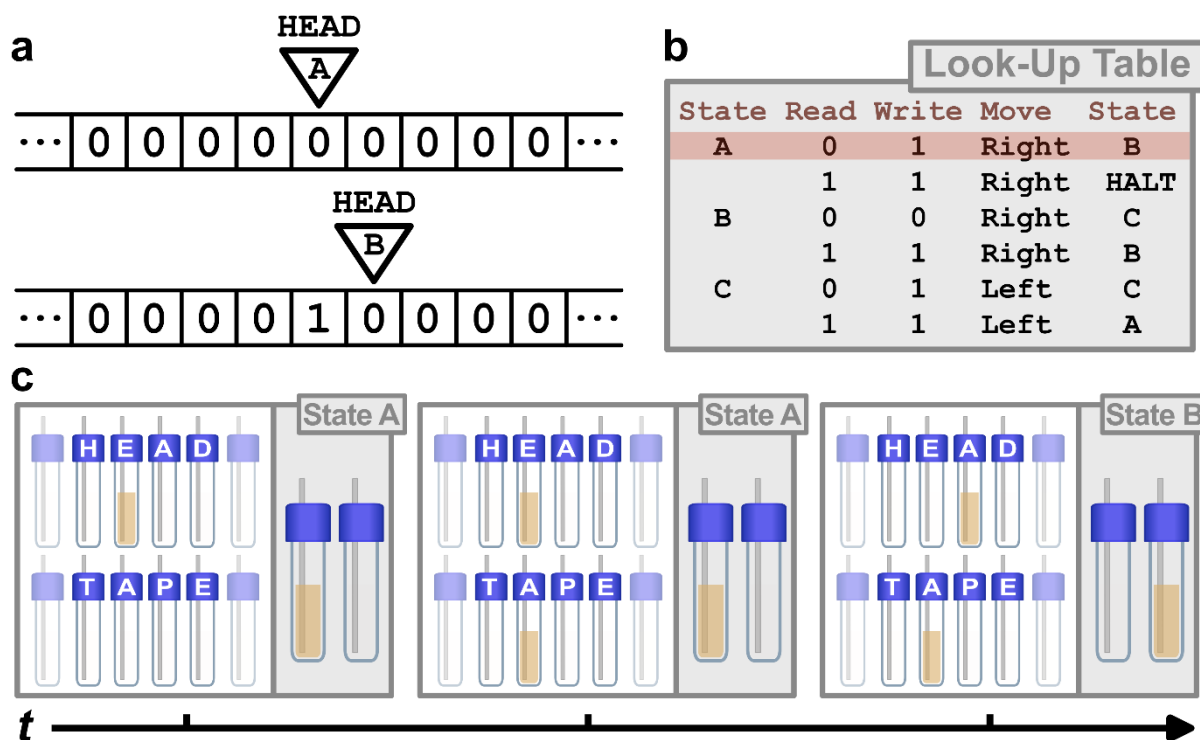 a
HEAD
A
··· 0 0 0 0 0 0 0 0 0 ···
HEAD
B
··· 0 0 0 0 1 0 0 0 0 ···
b
Look-Up Table
State Read Write Move State
A 0 1 Right B
1 1 Right HALT
B 0 0 Right C
1 1 Right B
C 0 1 Left C
1 1 Left A
c
State A
HEAD
TAPE
State A
HEAD
TAPE
State B
HEAD
TAPE
t